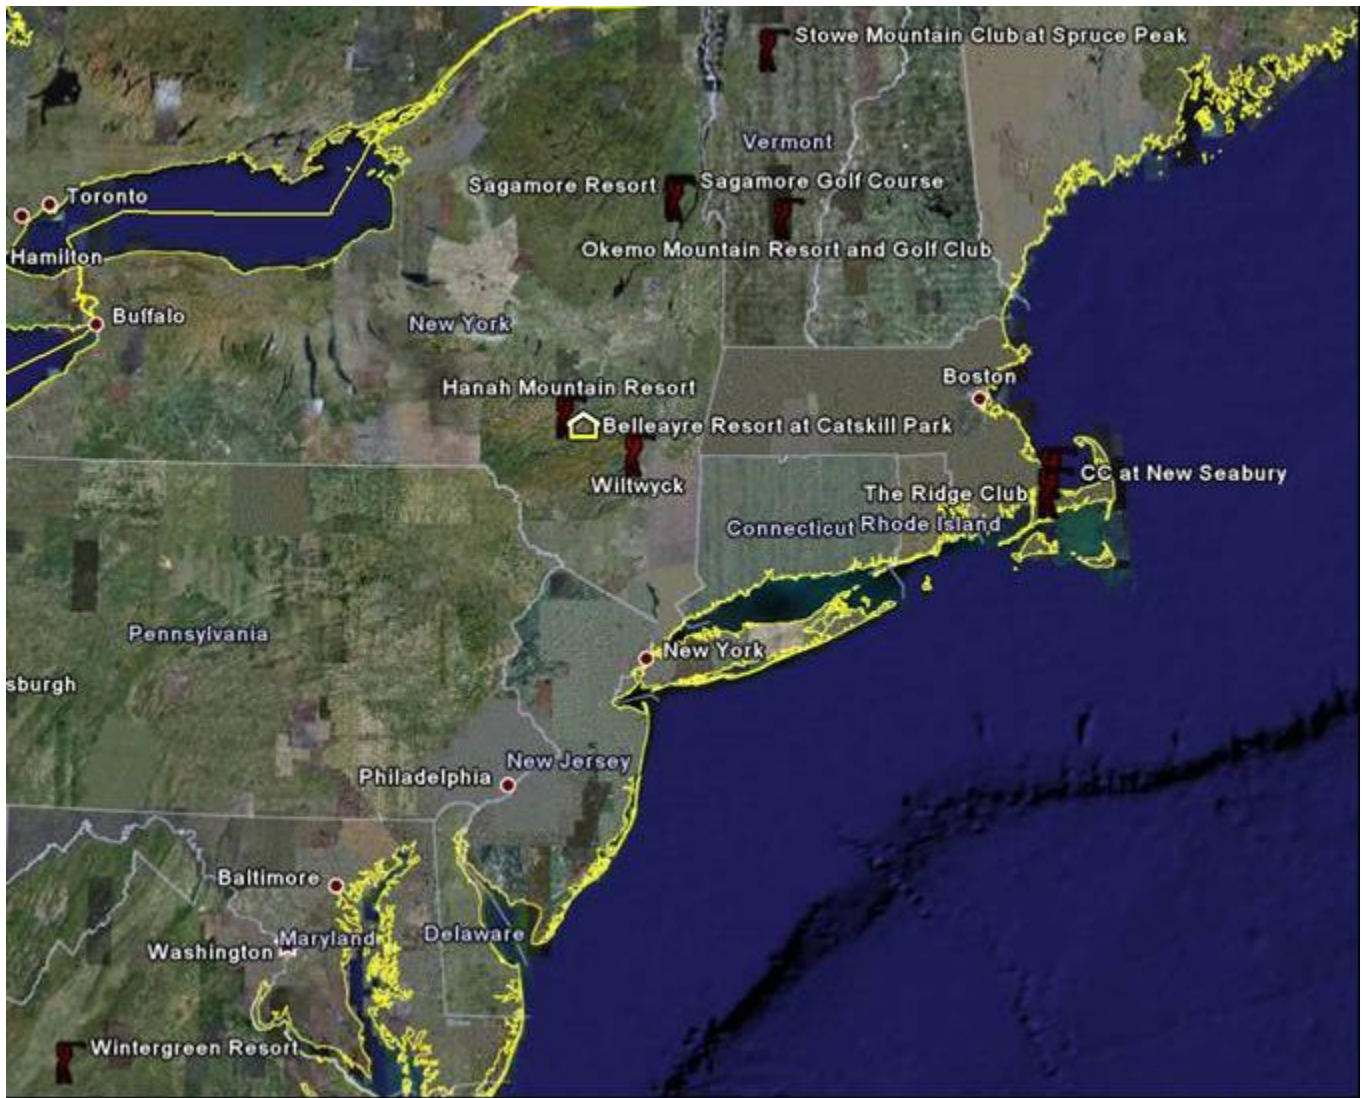 Stowe Mountain Club at Spruce Peak
Vermont
Sagamore Resort
Sagamore Golf Course
Toronto
Okemo Mountain Resort and Golf Club
Hamilton
Buffalo
New York
Boston
Hanah Mountain Resort
Belleayre Resort at Catskill Park
CC at New Seabury
Wiltwyck
The Ridge Club
Connecticut
Rhode Island
Pennsylvania
New York
sburgh
New Jersey
Philadelphia
Baltimore
Delaware
Maryland
Washington
Wintergreen Resort